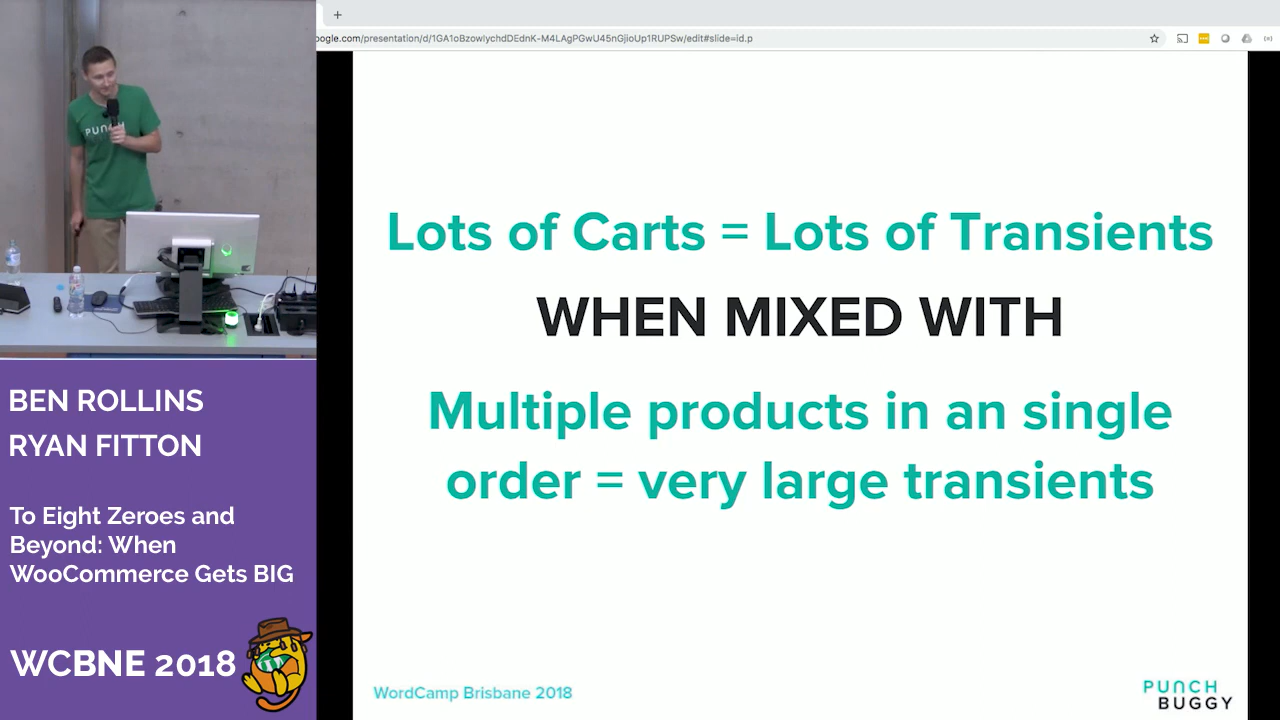 PUNCH
+
oogle.com/presentation/d/1GA1oBzowIychdDEdnK-M4LAgPGwU45nGjioUp1RUPSw/edit#slide=id.p
Lots of Carts = Lots of Transients
WHEN MIXED WITH
Multiple products in an single
order = very large transients
WordCamp Brisbane 2018
PUNCH
BUGGY
BEN ROLLINS
RYAN FITTON
To Eight Zeroes and
Beyond: When
WooCommerce Gets BIG
WCBNE 2018